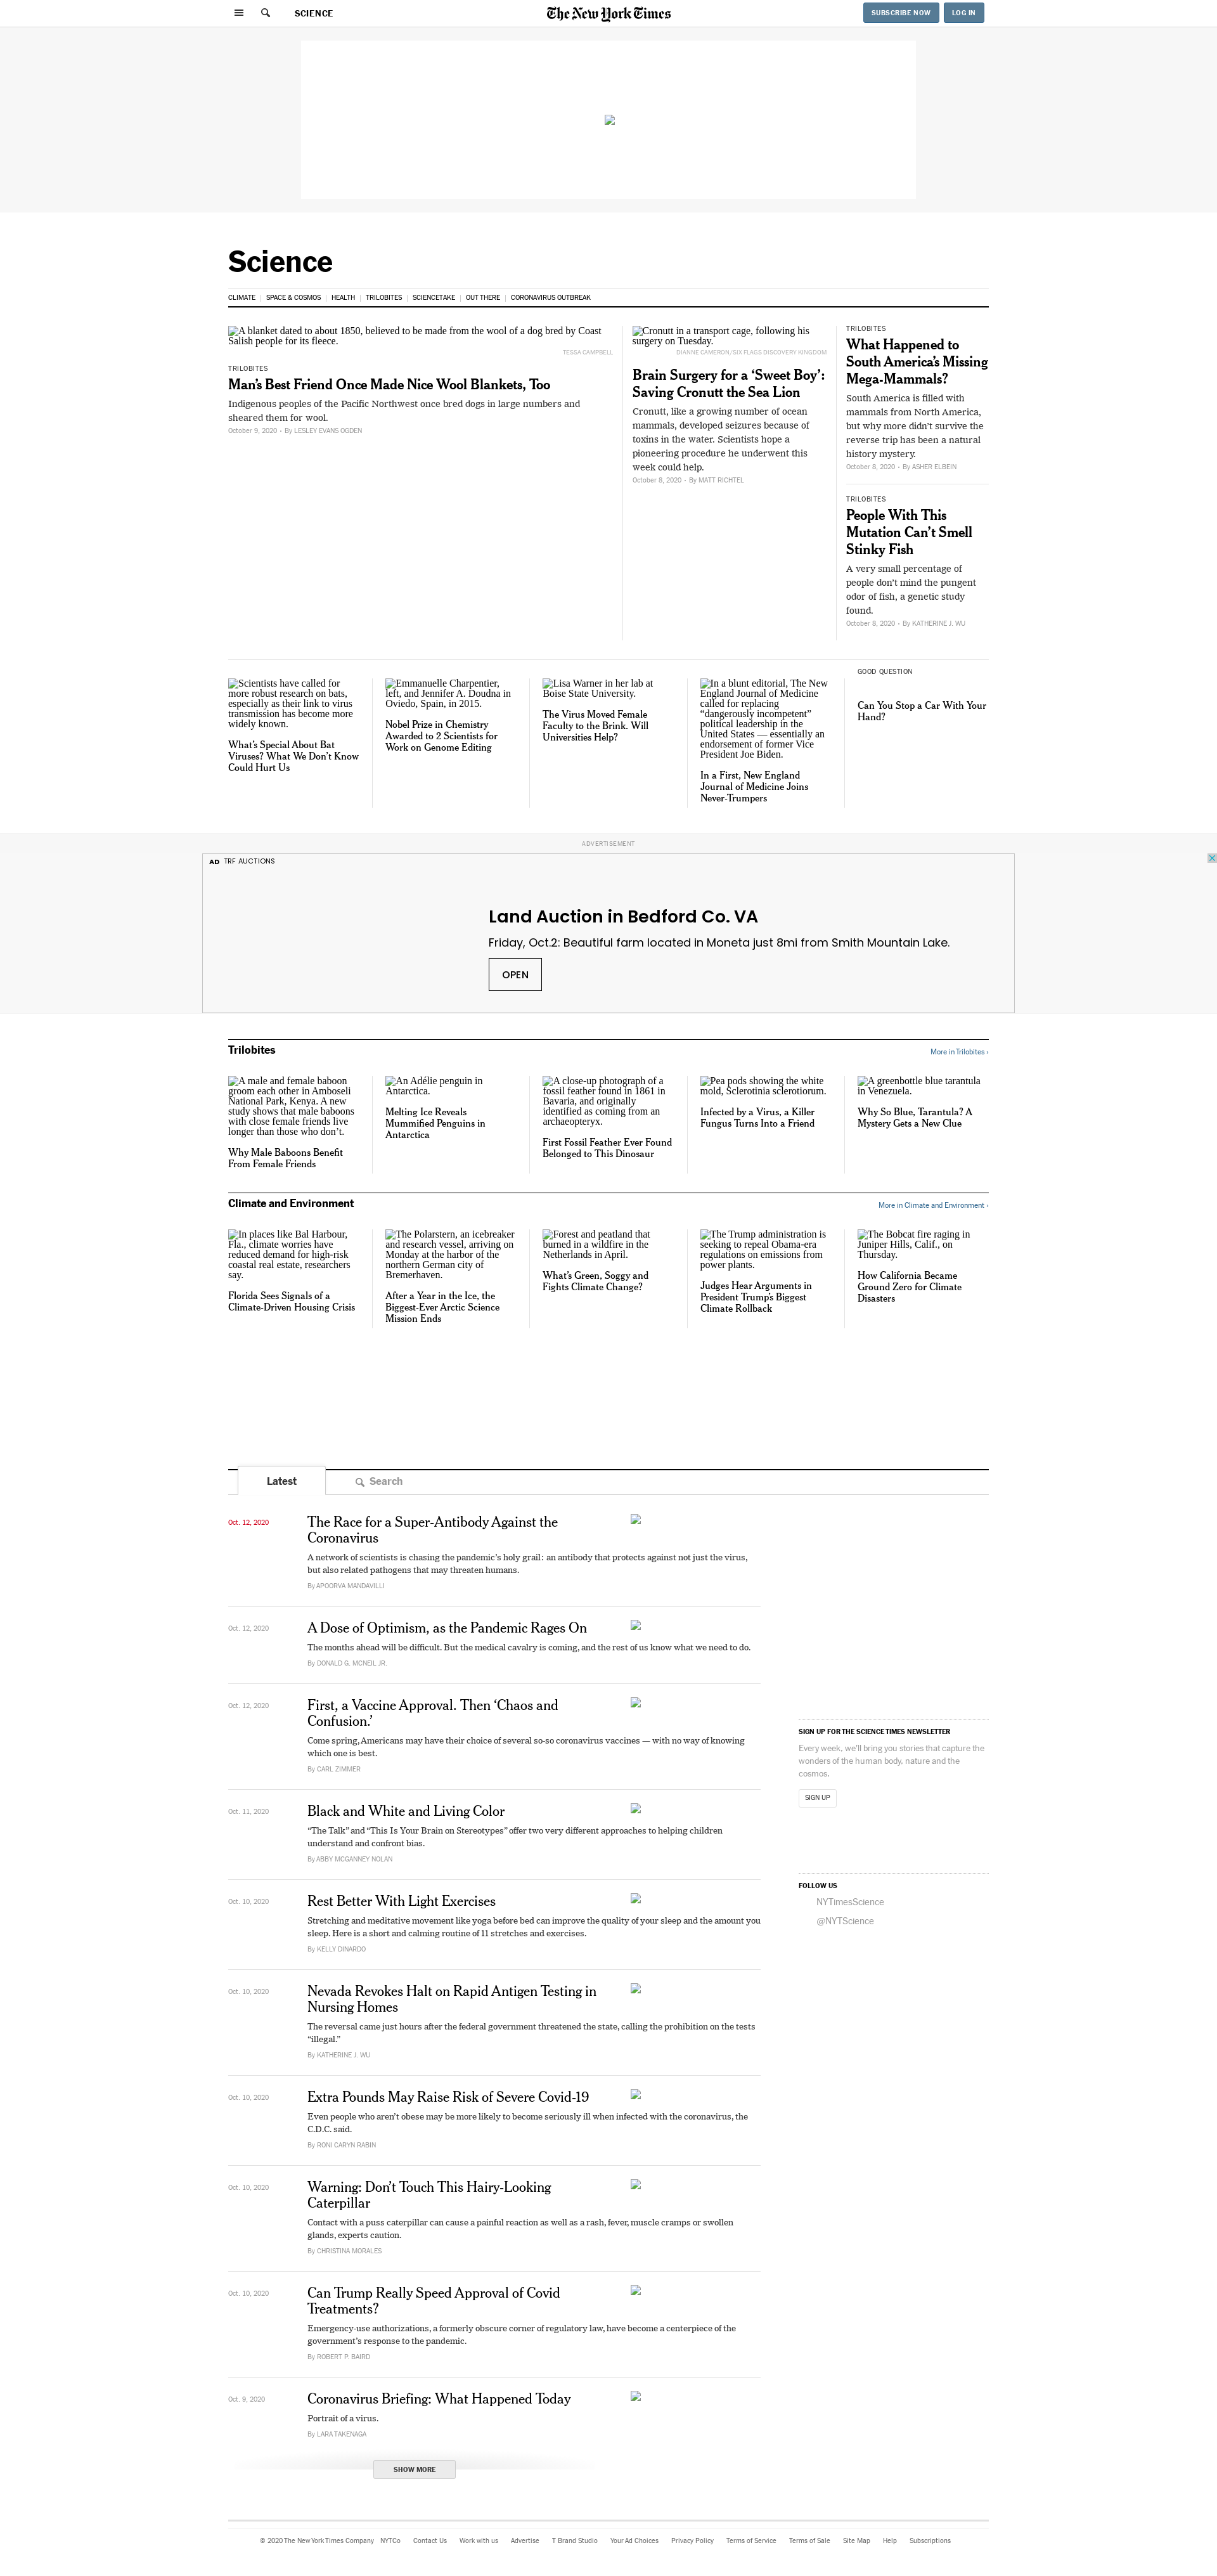 SCIENCE
The New York Times
SUBSCRIBE NOW
LOG IN
Science
CLIMATE
SPACE & COSMOS
HEALTH
TRILOBITES
SCIENCETAKE
OUT THERE
CORONAVIRUS OUTBREAK
A blanket dated to about 1850, believed to be made from the wool of a dog bred by Coast
Salish people for its fleece.
TESSA CAMPBELL
TRILOBITES
Man’s Best Friend Once Made Nice Wool Blankets, Too
Indigenous peoples of the Pacific Northwest once bred dogs in large numbers and
sheared them for wool.
October 9, 2020 - By LESLEY EVANS OGDEN
Cronutt in a transport cage, following his
surgery on Tuesday.
DIANNE CAMERON/SIX FLAGS DISCOVERY KINGDOM
Brain Surgery for a ‘Sweet Boy’:
Saving Cronutt the Sea Lion
Cronutt, like a growing number of ocean
mammals, developed seizures because of
toxins in the water. Scientists hope a
pioneering procedure he underwent this
week could help.
October 8, 2020 - By MATT RICHTEL
TRILOBITES
What Happened to
South America’s Missing
Mega-Mammals?
South America is filled with
mammals from North America,
but why more didn’t survive the
reverse trip has been a natural
history mystery.
October 8, 2020 - By ASHER ELBEIN
TRILOBITES
People With This
Mutation Can’t Smell
Stinky Fish
A very small percentage of
people don’t mind the pungent
odor of fish, a genetic study
found.
October 8, 2020 - By KATHERINE J. WU
Scientists have called for
more robust research on bats,
especially as their link to virus
transmission has become more
widely known.
What’s Special About Bat
Viruses? What We Don’t Know
Could Hurt Us
Emmanuelle Charpentier,
left, and Jennifer A. Doudna in
Oviedo, Spain, in 2015.
Nobel Prize in Chemistry
Awarded to 2 Scientists for
Work on Genome Editing
Lisa Warner in her lab at
Boise State University.
The Virus Moved Female
Faculty to the Brink. Will
Universities Help?
In a blunt editorial, The New
England Journal of Medicine
called for replacing
“dangerously incompetent”
political leadership in the
United States — essentially an
endorsement of former Vice
President Joe Biden.
In a First, New England
Journal of Medicine Joins
Never-Trumpers
GOOD QUESTION
Can You Stop a Car With Your
Hand?
ADVERTISEMENT
AD TRF AUCTIONS
Land Auction in Bedford Co. VA
Friday, Oct.2: Beautiful farm located in Moneta just 8mi from Smith Mountain Lake.
OPEN
Trilobites
More in Trilobites ›
A male and female baboon
groom each other in Amboseli
National Park, Kenya. A new
study shows that male baboons
with close female friends live
longer than those who don’t.
Why Male Baboons Benefit
From Female Friends
An Adélie penguin in
Antarctica.
Melting Ice Reveals
Mummified Penguins in
Antarctica
A close-up photograph of a
fossil feather found in 1861 in
Bavaria, and originally
identified as coming from an
archaeopteryx.
First Fossil Feather Ever Found
Belonged to This Dinosaur
Pea pods showing the white
mold, Sclerotinia sclerotiorum.
Infected by a Virus, a Killer
Fungus Turns Into a Friend
A greenbottle blue tarantula
in Venezuela.
Why So Blue, Tarantula? A
Mystery Gets a New Clue
Climate and Environment
More in Climate and Environment ›
In places like Bal Harbour,
Fla., climate worries have
reduced demand for high-risk
coastal real estate, researchers
say.
Florida Sees Signals of a
Climate-Driven Housing Crisis
The Polarstern, an icebreaker
and research vessel, arriving on
Monday at the harbor of the
northern German city of
Bremerhaven.
After a Year in the Ice, the
Biggest-Ever Arctic Science
Mission Ends
Forest and peatland that
burned in a wildfire in the
Netherlands in April.
What’s Green, Soggy and
Fights Climate Change?
The Trump administration is
seeking to repeal Obama-era
regulations on emissions from
power plants.
Judges Hear Arguments in
President Trump’s Biggest
Climate Rollback
The Bobcat fire raging in
Juniper Hills, Calif., on
Thursday.
How California Became
Ground Zero for Climate
Disasters
Latest
Search
Oct. 12, 2020
The Race for a Super-Antibody Against the
Coronavirus
A network of scientists is chasing the pandemic’s holy grail: an antibody that protects against not just the virus,
but also related pathogens that may threaten humans.
By APOORVA MANDAVILLI
Oct. 12, 2020
A Dose of Optimism, as the Pandemic Rages On
The months ahead will be difficult. But the medical cavalry is coming, and the rest of us know what we need to do.
By DONALD G. MCNEIL JR.
Oct. 12, 2020
First, a Vaccine Approval. Then ‘Chaos and
Confusion.’
Come spring, Americans may have their choice of several so-so coronavirus vaccines — with no way of knowing
which one is best.
By CARL ZIMMER
Oct. 11, 2020
Black and White and Living Color
“The Talk” and “This Is Your Brain on Stereotypes” offer two very different approaches to helping children
understand and confront bias.
By ABBY MCGANNEY NOLAN
Oct. 10, 2020
Rest Better With Light Exercises
Stretching and meditative movement like yoga before bed can improve the quality of your sleep and the amount you
sleep. Here is a short and calming routine of 11 stretches and exercises.
By KELLY DINARDO
Oct. 10, 2020
Nevada Revokes Halt on Rapid Antigen Testing in
Nursing Homes
The reversal came just hours after the federal government threatened the state, calling the prohibition on the tests
“illegal.”
By KATHERINE J. WU
Oct. 10, 2020
Extra Pounds May Raise Risk of Severe Covid-19
Even people who aren’t obese may be more likely to become seriously ill when infected with the coronavirus, the
C.D.C. said.
By RONI CARYN RABIN
Oct. 10, 2020
Warning: Don’t Touch This Hairy-Looking
Caterpillar
Contact with a puss caterpillar can cause a painful reaction as well as a rash, fever, muscle cramps or swollen
glands, experts caution.
By CHRISTINA MORALES
Oct. 10, 2020
Can Trump Really Speed Approval of Covid
Treatments?
Emergency-use authorizations, a formerly obscure corner of regulatory law, have become a centerpiece of the
government’s response to the pandemic.
By ROBERT P. BAIRD
Oct. 9, 2020
Coronavirus Briefing: What Happened Today
Portrait of a virus.
By LARA TAKENAGA
SHOW MORE
SIGN UP FOR THE SCIENCE TIMES NEWSLETTER
Every week, we’ll bring you stories that capture the
wonders of the human body, nature and the
cosmos.
SIGN UP
FOLLOW US
NYTimesScience
@NYTScience
© 2020 The New York Times Company NYTCo Contact Us Work with us Advertise T Brand Studio Your Ad Choices Privacy Policy Terms of Service Terms of Sale Site Map Help Subscriptions